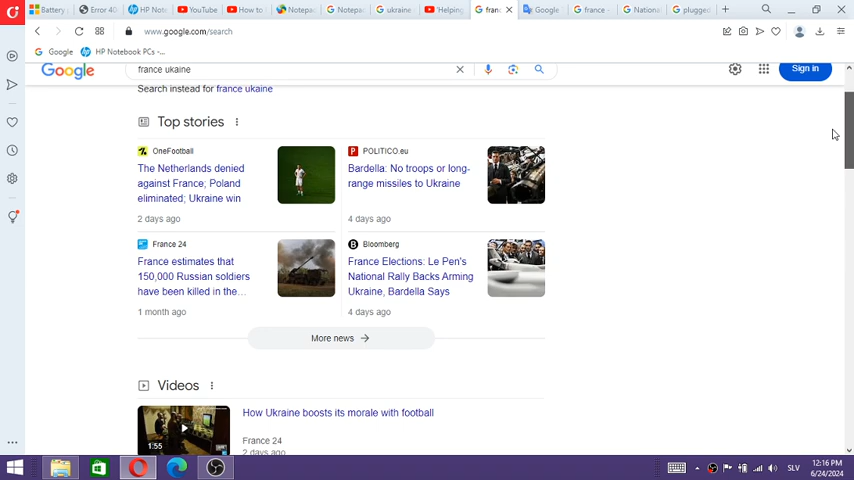 Battery
Error 40
HP Note
YouTube
How to
Notepa
Notepa
ukraine
'Helping
fran
Google
france -
Nationa
plugged
www.google.com/search
Google
HP Notebook PCs -...
Google
france ukaine
Sign in
Search instead for france ukaine
Top stories
OneFootball
The Netherlands denied
against France; Poland
eliminated; Ukraine win
2 days ago
POLITICO.eu
Bardella: No troops or long-
range missiles to Ukraine
4 days ago
France 24
France estimates that
150,000 Russian soldiers
have been killed in the...
1 month ago
Bloomberg
France Elections: Le Pen's
National Rally Backs Arming
Ukraine, Bardella Says
4 days ago
More news
Videos
1:55
How Ukraine boosts its morale with football
France 24
2 days ago
SLV
12:16 PM
6/24/2024